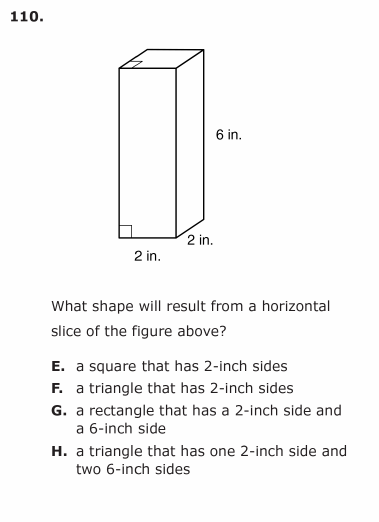 110.
6 in.
2 in.
2 in.
What shape will result from a horizontal
slice of the figure above?
E. a square that has 2-inch sides
F. a triangle that has 2-inch sides
G. a rectangle that has a 2-inch side and
a 6-inch side
H. a triangle that has one 2-inch side and
two 6-inch sides